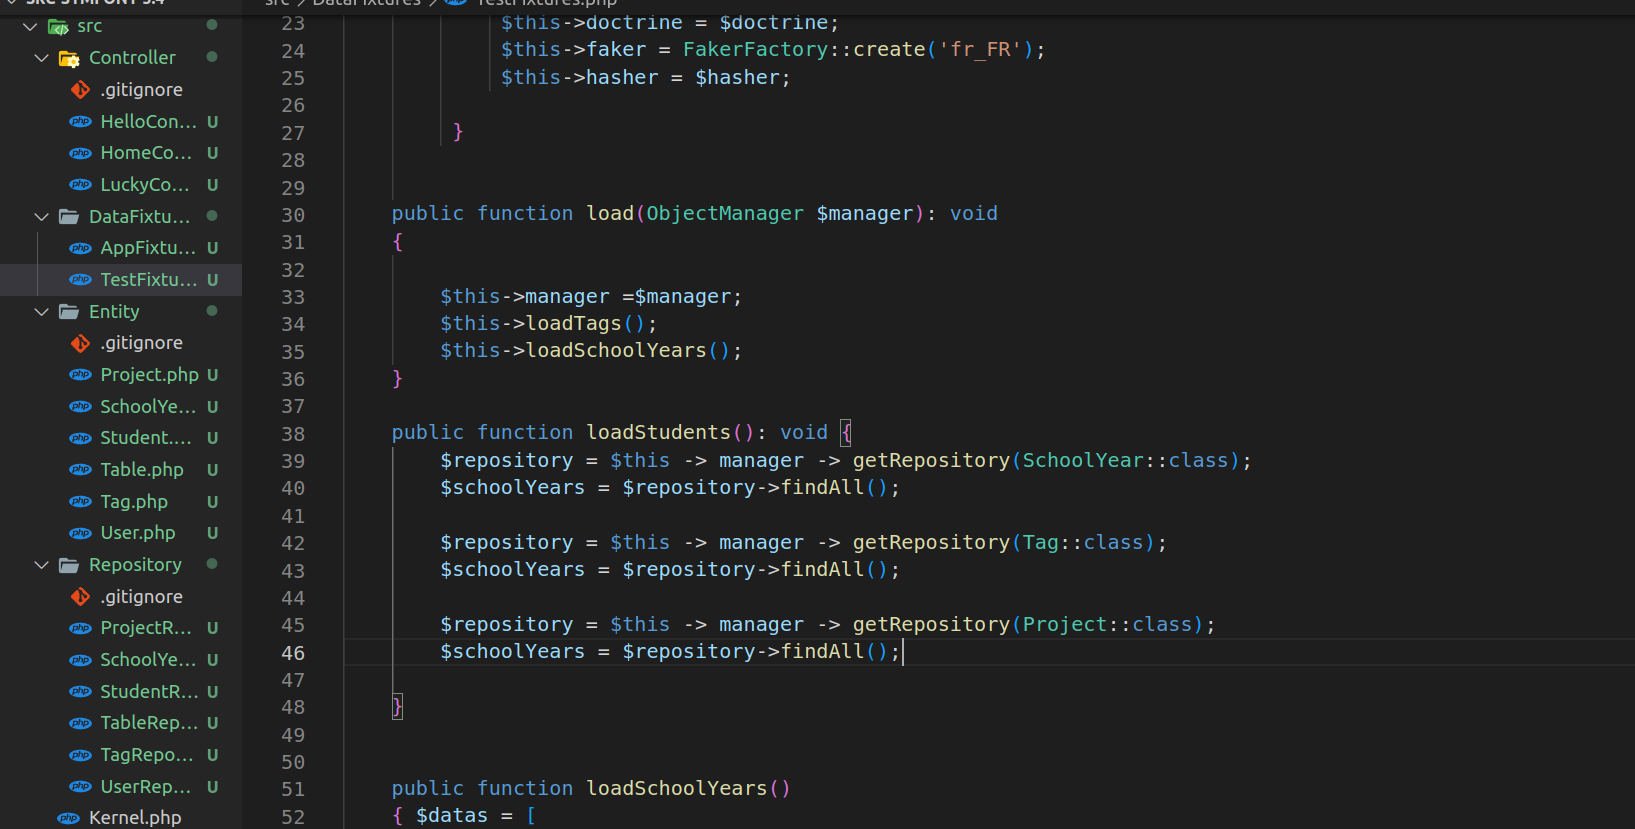 SRC SYMFONY 5.4
src
Controller
.gitignore
HelloCon... U
HomeCo... U
LuckyCo... U
DataFixtu...
AppFixtu... U
TestFixtu... U
Entity
.gitignore
Project.php U
SchoolYe... U
Student.... U
Table.php U
Tag.php U
User.php U
Repository
.gitignore
ProjectR... U
SchoolYe... U
StudentR... U
TableRep... U
TagRepo... U
UserRep... U
Kernel.php
src > DataFixtures > TestFixtures.php
23 $this->doctrine = $doctrine;
24 $this->faker = FakerFactory::create('fr_FR');
25 $this->hasher = $hasher;
26
27 }
28
29
30 public function load(ObjectManager $manager): void
31 {
32
33 $this->manager =$manager;
34 $this->loadTags();
35 $this->loadSchoolYears();
36 }
37
38 public function loadStudents(): void {
39 $repository = $this -> manager -> getRepository(SchoolYear::class);
40 $schoolYears = $repository->findAll();
41
42 $repository = $this -> manager -> getRepository(Tag::class);
43 $schoolYears = $repository->findAll();
44
45 $repository = $this -> manager -> getRepository(Project::class);
46 $schoolYears = $repository->findAll();
47
48 }
49
50
51 public function loadSchoolYears()
52 { $datas = [